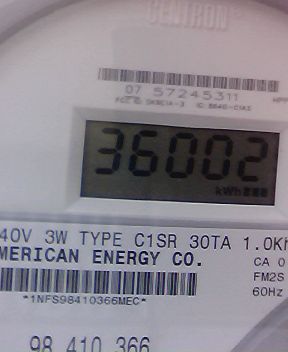 CENTRON
07 57245311
36002
kWh
40V 3W TYPE C1SR 30TA 1.0Kh
MERICAN ENERGY CO.
CA 0
FM2S
*1NFS98410366MEC*
60Hz
98 410 366